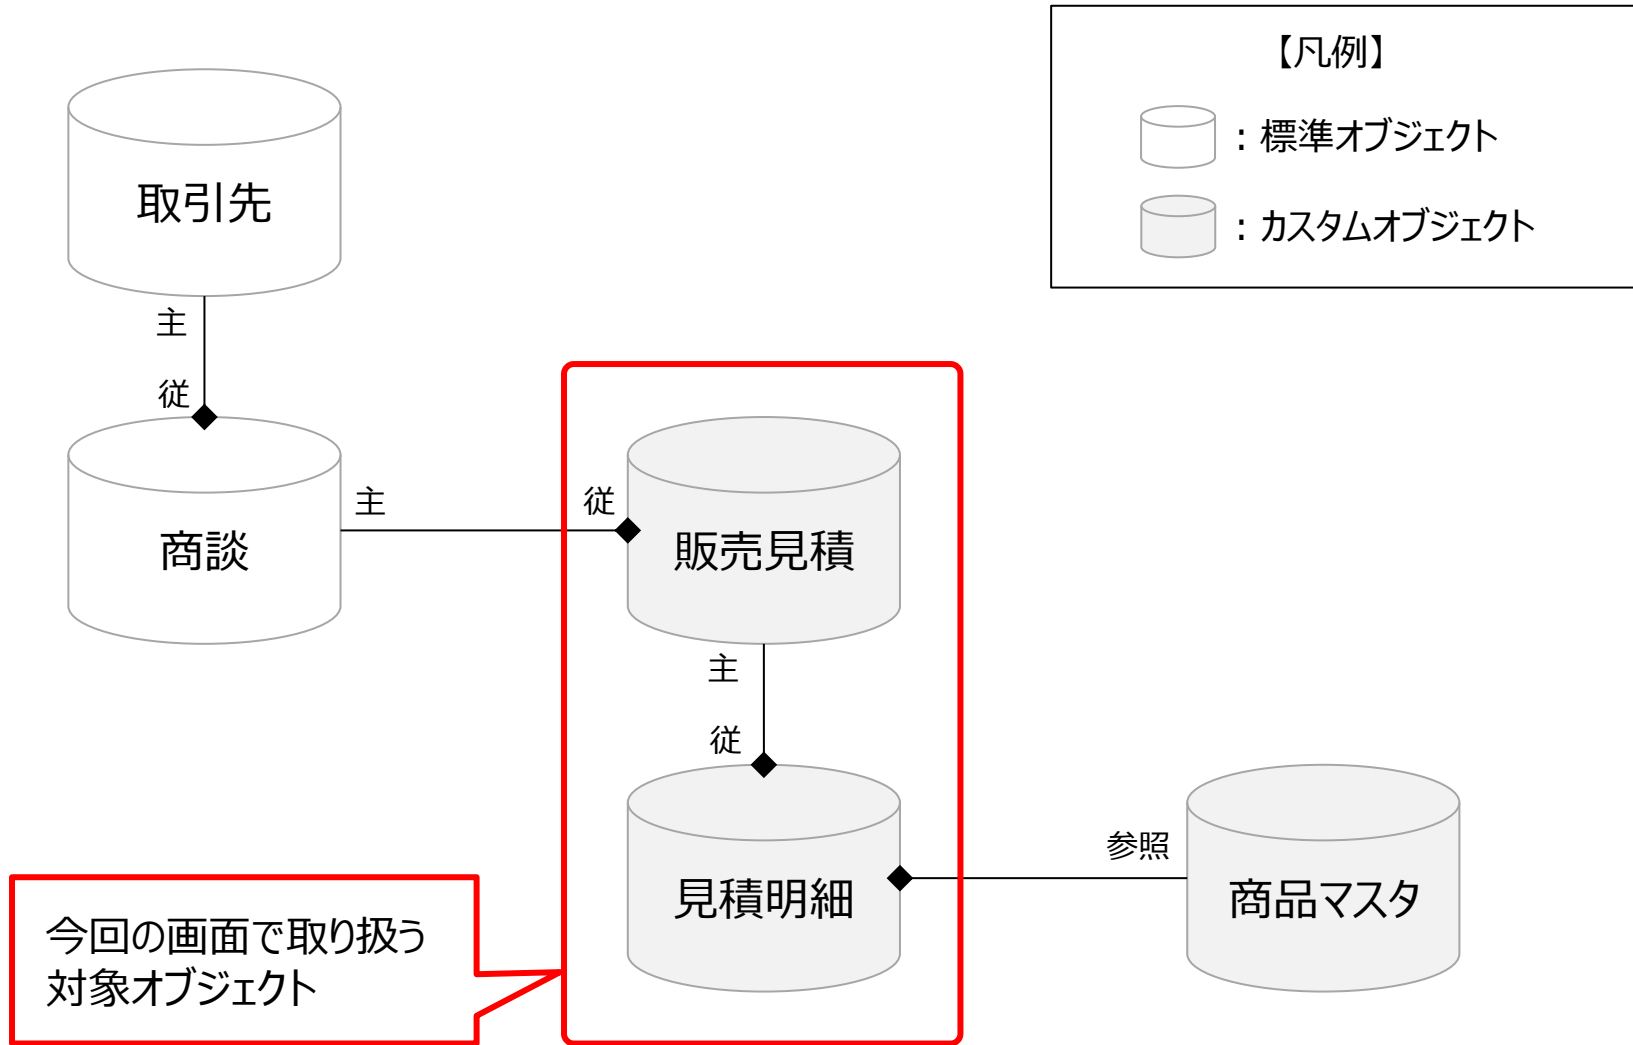 【凡例】
：標準オブジェクト
：カスタムオブジェクト
取引先
主
従
商談
主
従
販売見積
主
従
見積明細
参照
商品マスタ
今回の画面で取り扱う
対象オブジェクト